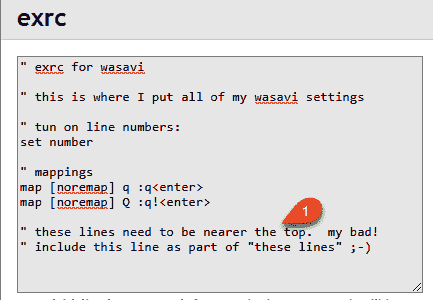 exrc
" exrc for wasavi
" this is where I put all of my wasavi settings
" tun on line numbers:
set number
" mappings
map [noremap] q :q<enter>
map [noremap] Q :q!<enter>
1
" these lines need to be nearer the top.  my bad!
" include this line as part of "these lines" ;-)